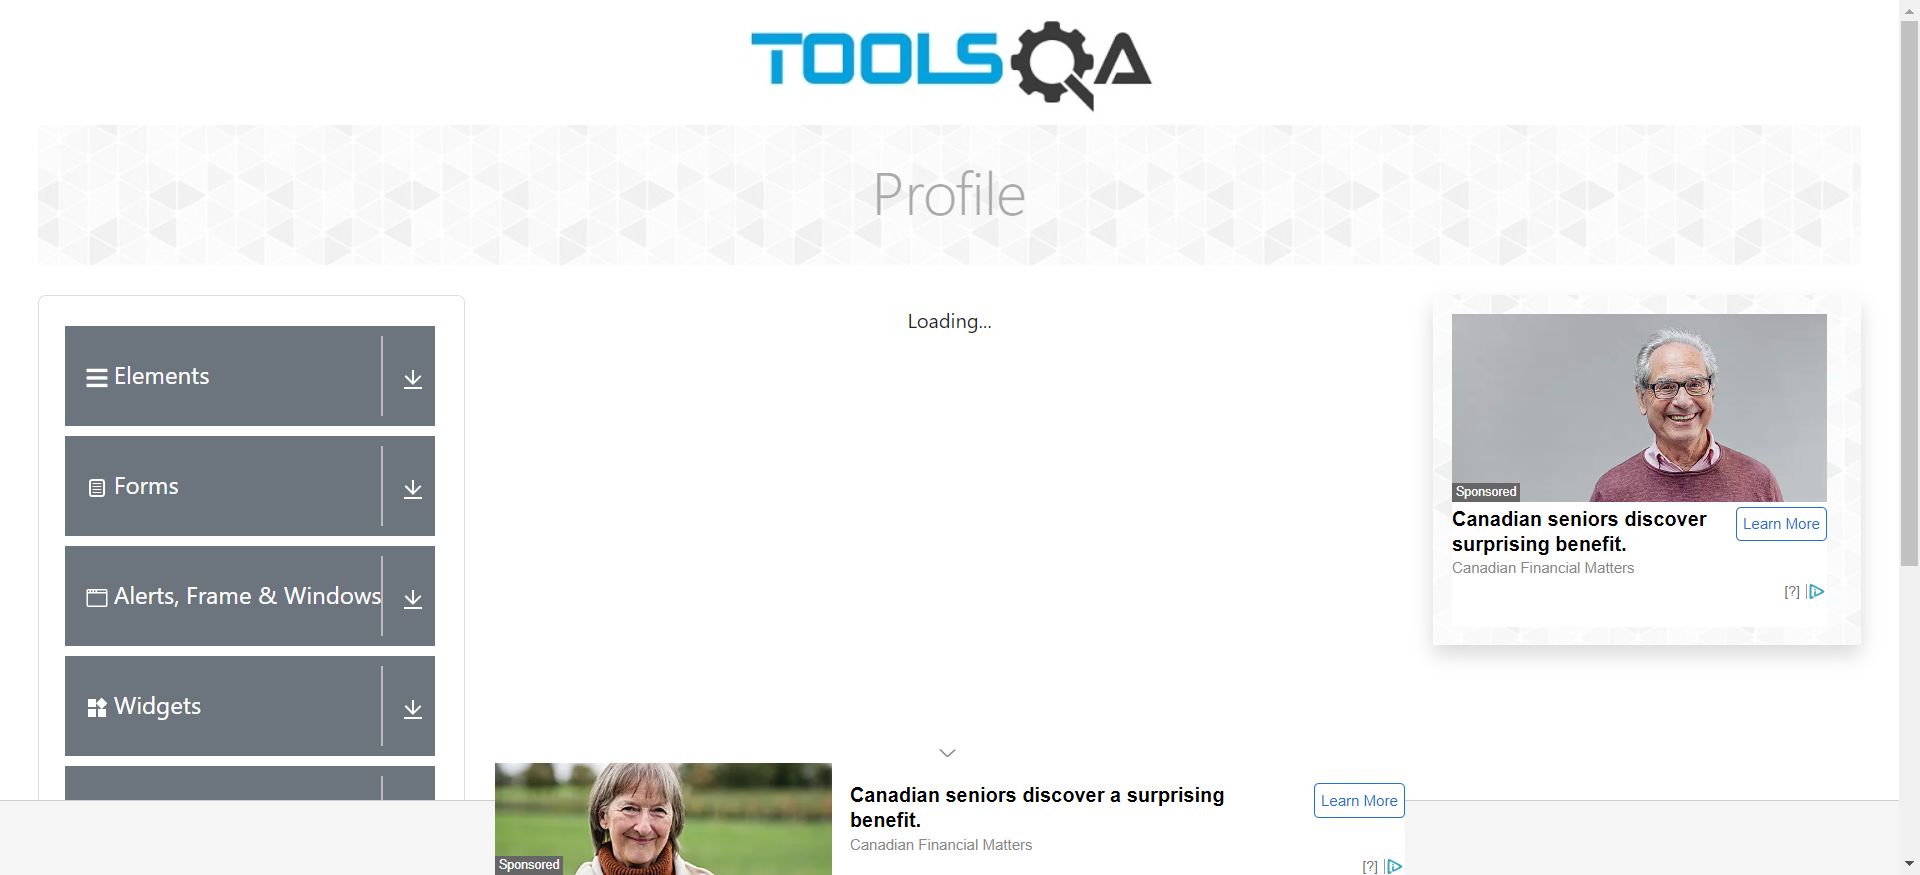 TOOLSQA
Profile
Elements
Forms
Alerts, Frame & Windows
Widgets
Loading...
Sponsored
Canadian seniors discover
surprising benefit.
Canadian Financial Matters
Learn More
[?]
Sponsored
Canadian seniors discover a surprising
benefit.
Canadian Financial Matters
Learn More
[?]